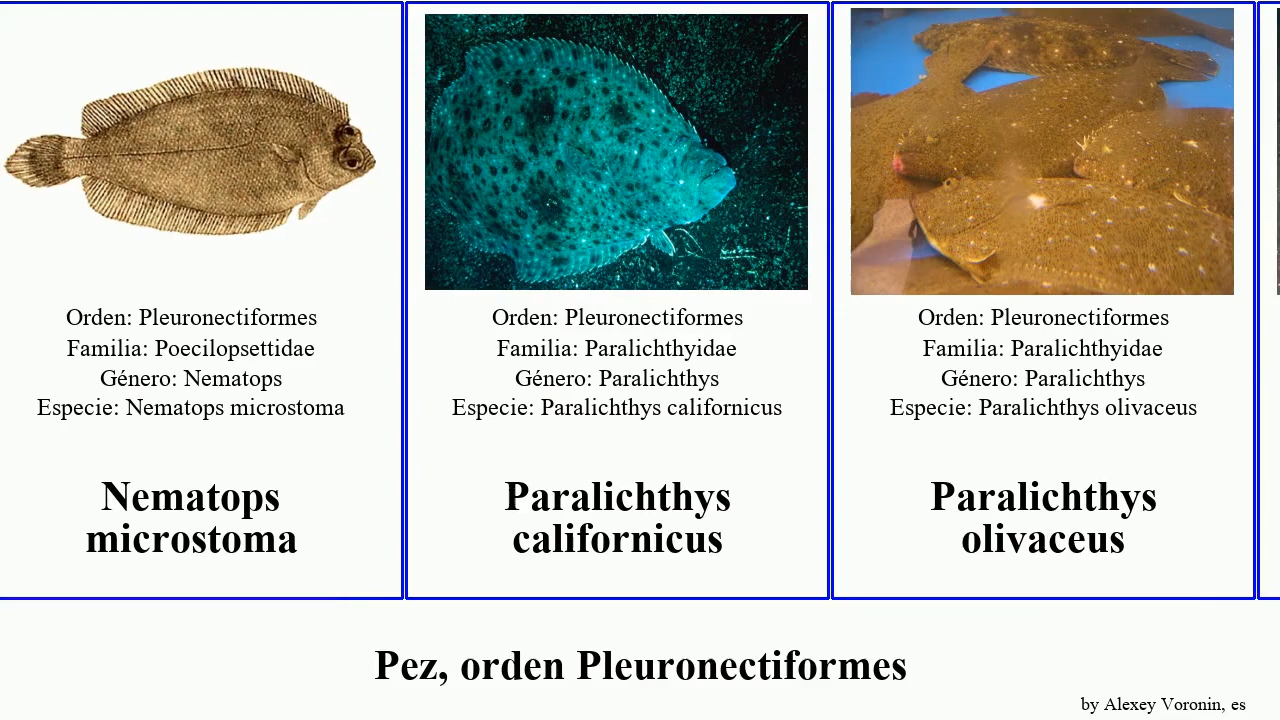 Orden: Pleuronectiformes
Familia: Poecilopsettidae
Género: Nematops
Especie: Nematops microstoma
Nematops
microstoma
Orden: Pleuronectiformes
Familia: Paralichthyidae
Género: Paralichthys
Especie: Paralichthys californicus
Paralichthys
californicus
Orden: Pleuronectiformes
Familia: Paralichthyidae
Género: Paralichthys
Especie: Paralichthys olivaceus
Paralichthys
olivaceus
Pez, orden Pleuronectiformes
by Alexey Voronin, es